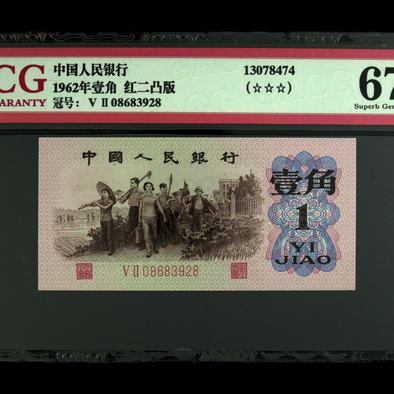 CG
ARANTY
中国人民银行
1962年壹角 红二凸版
冠号: V II 08683928
13078474
(☆☆☆)
67
Superb Gem
中國人民銀行
壹角
1
YI
JIAO
V II 08683928